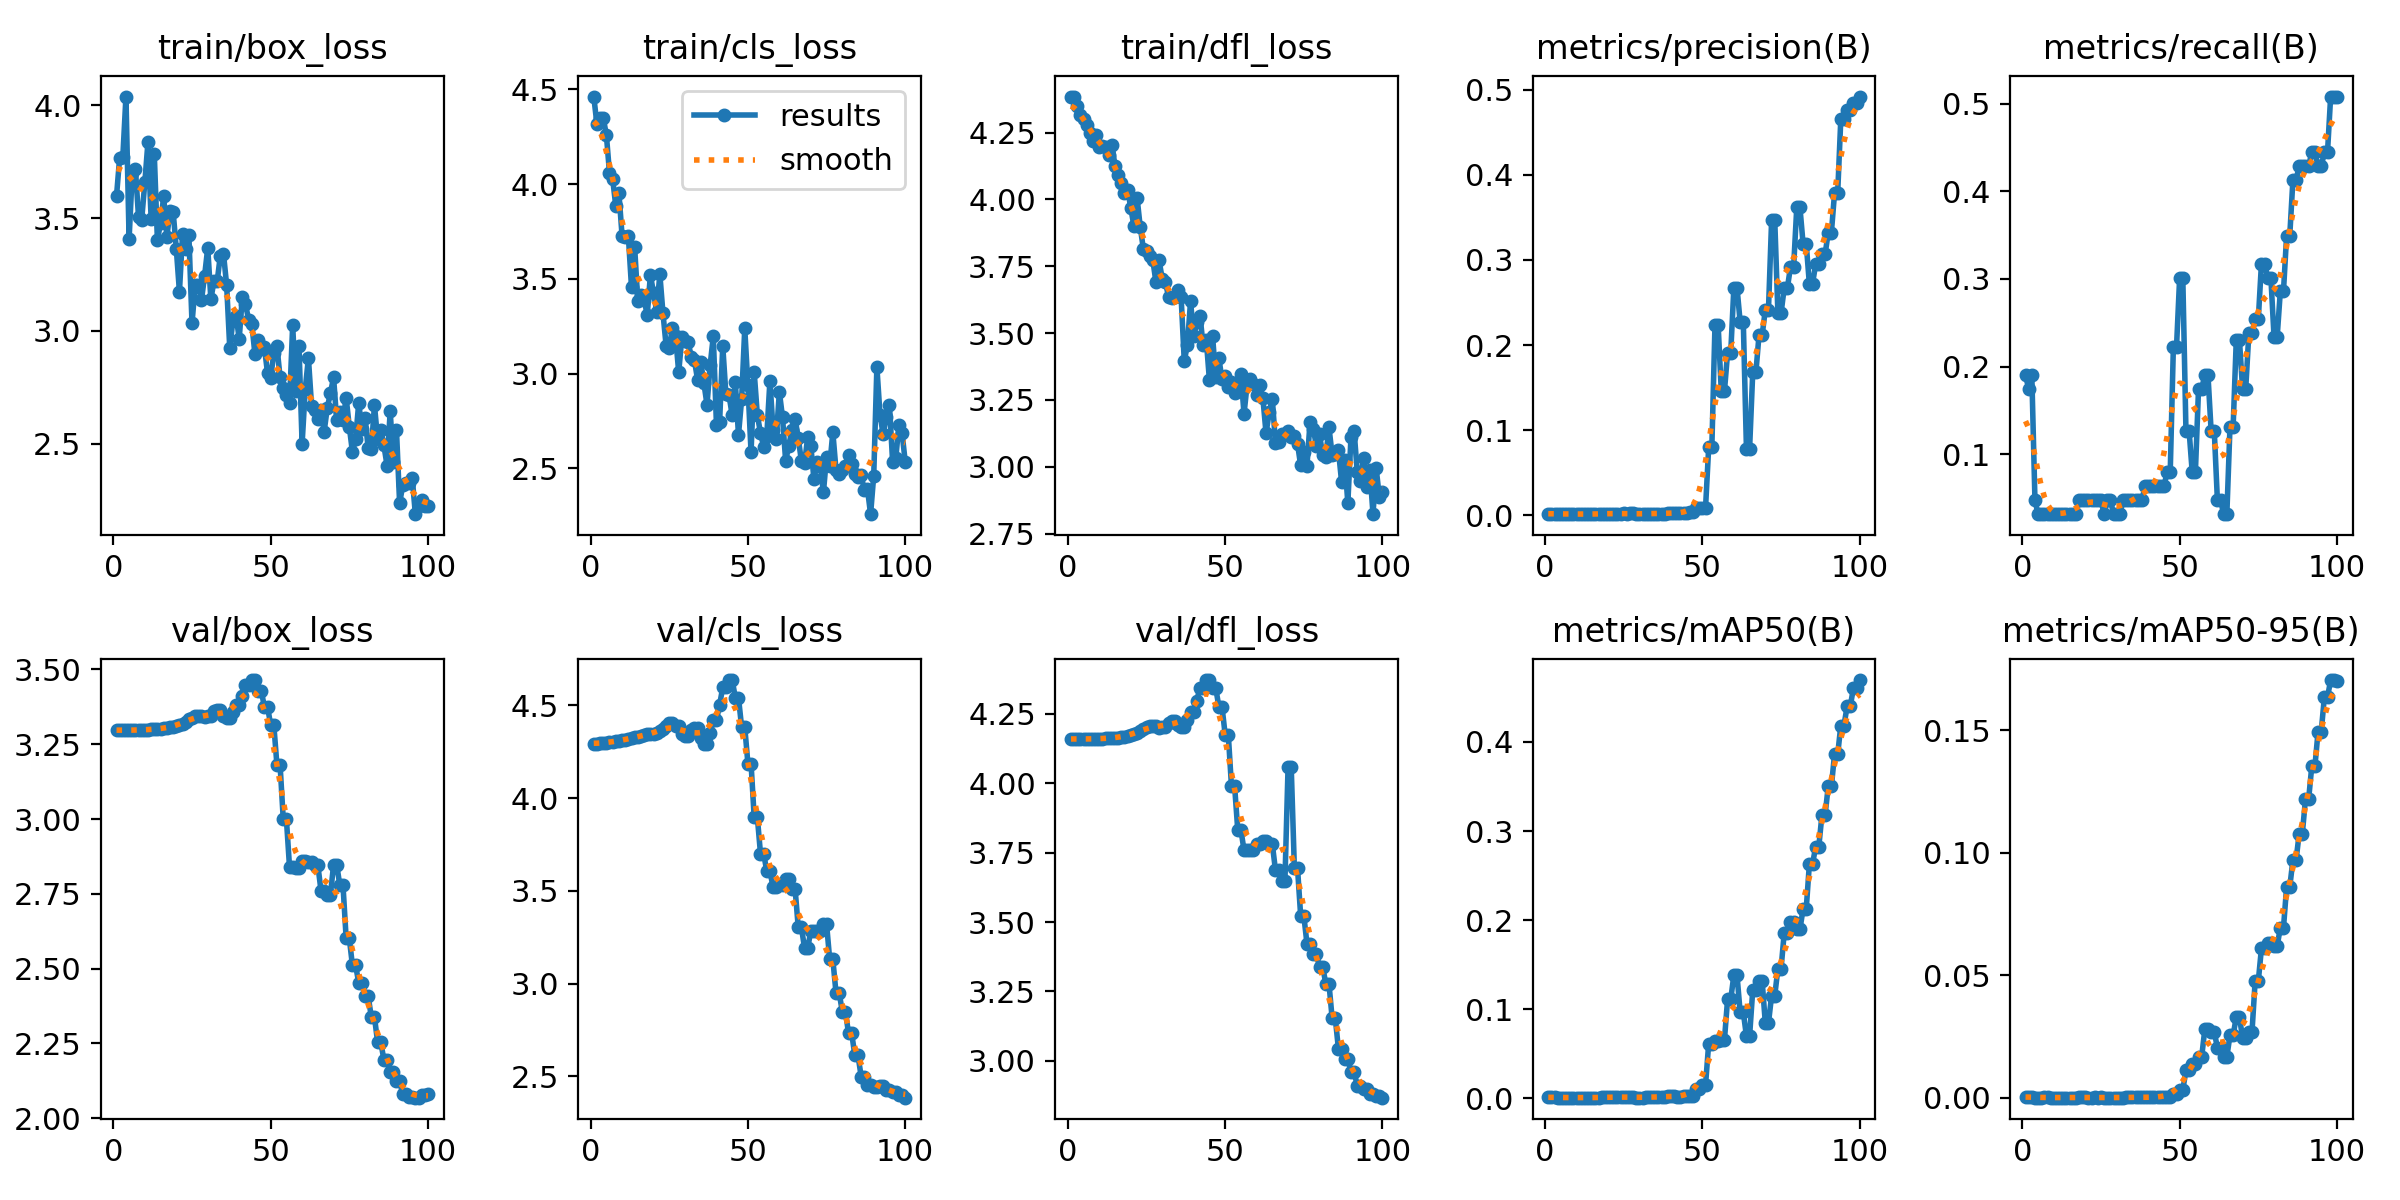 train/box_loss
train/cls_loss
train/dfl_loss
metrics/precision(B)
metrics/recall(B)
4.0
3.5
3.0
2.5
0 50 100
4.5
4.0
3.5
3.0
2.5
0 50 100
results
smooth
4.25
4.00
3.75
3.50
3.25
3.00
2.75
0 50 100
0.5
0.4
0.3
0.2
0.1
0.0
0 50 100
0.5
0.4
0.3
0.2
0.1
0 50 100
val/box_loss
val/cls_loss
val/dfl_loss
metrics/mAP50(B)
metrics/mAP50-95(B)
3.50
3.25
3.00
2.75
2.50
2.25
2.00
0 50 100
4.5
4.0
3.5
3.0
2.5
0 50 100
4.25
4.00
3.75
3.50
3.25
3.00
0 50 100
0.4
0.3
0.2
0.1
0.0
0 50 100
0.15
0.10
0.05
0.00
0 50 100